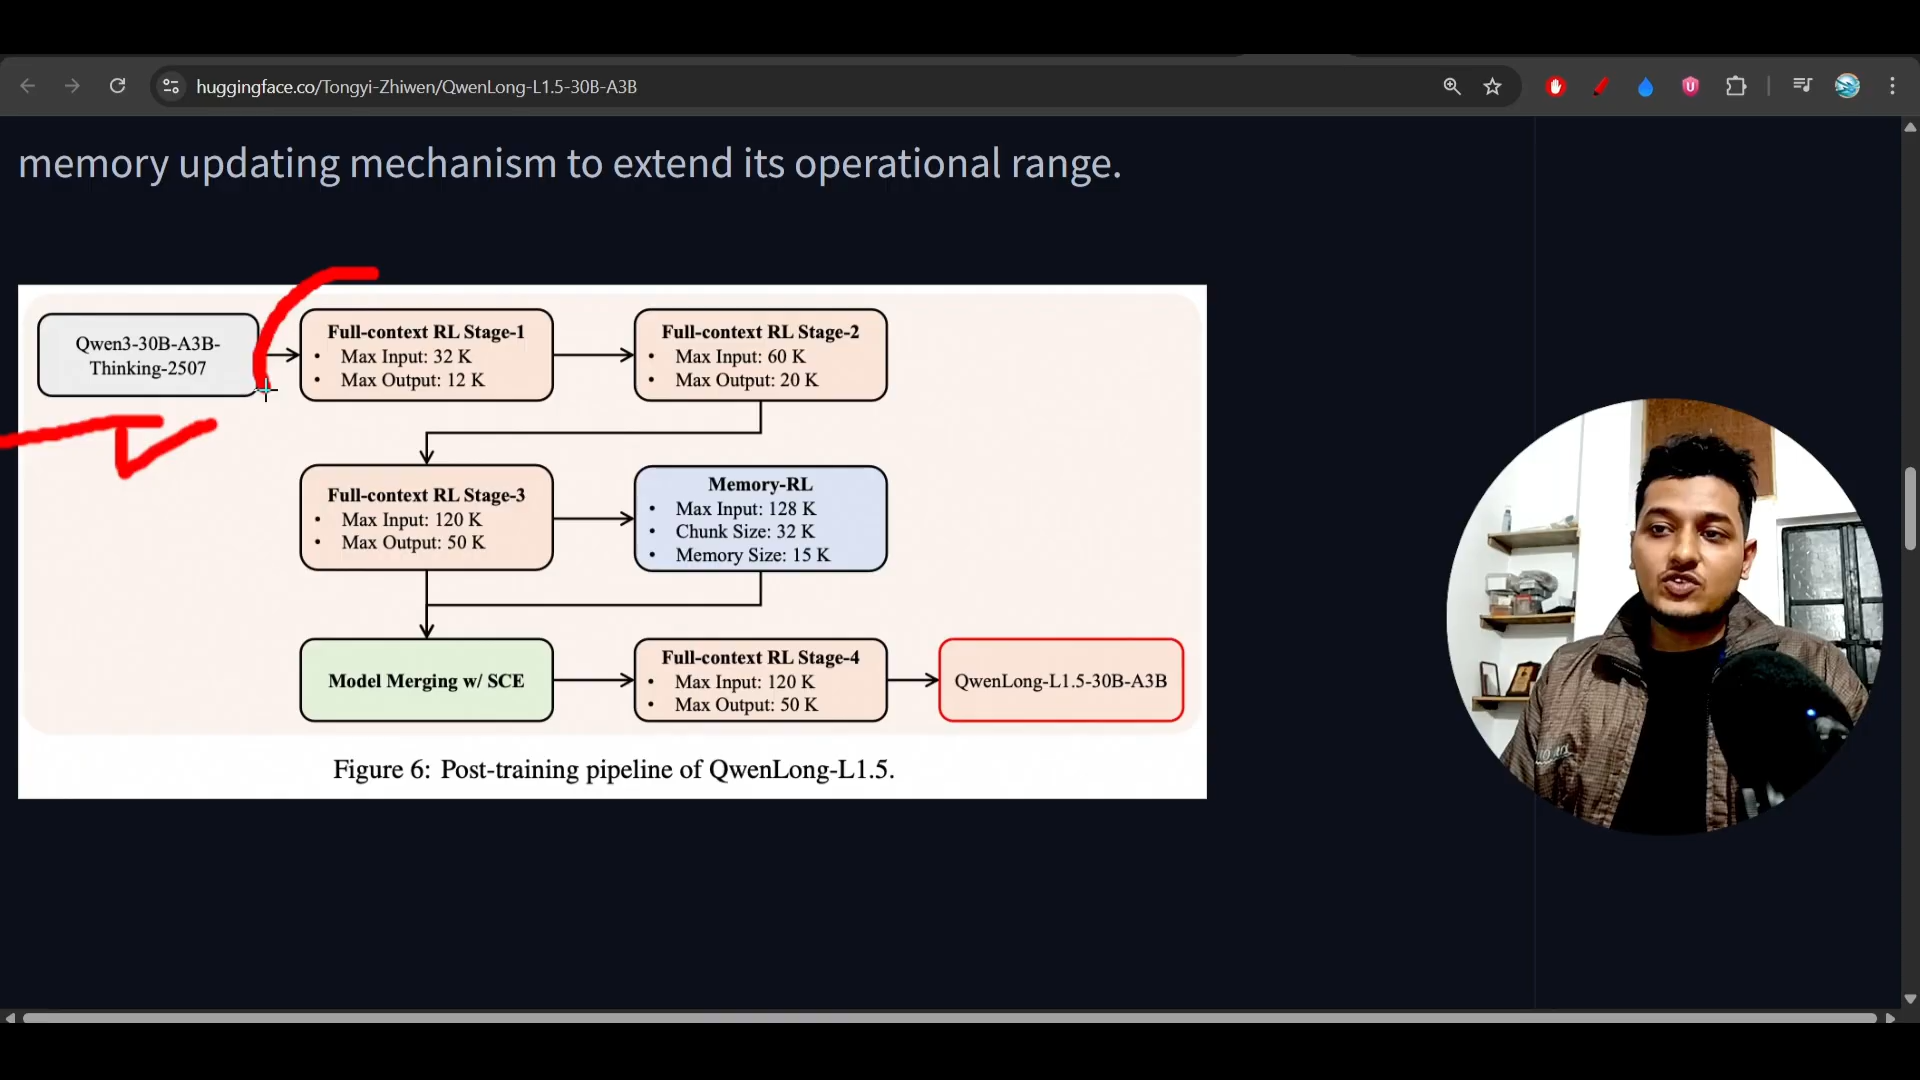 huggingface.co/Tongyi-Zhiwen/QwenLong-L1.5-30B-A3B
memory updating mechanism to extend its operational range.
Qwen3-30B-A3B-
Thinking-2507
Full-context RL Stage-1
• Max Input: 32 K
• Max Output: 12 K
Full-context RL Stage-2
• Max Input: 60 K
• Max Output: 20 K
Full-context RL Stage-3
• Max Input: 120 K
• Max Output: 50 K
Memory-RL
• Max Input: 128 K
• Chunk Size: 32 K
• Memory Size: 15 K
Model Merging w/ SCE
Full-context RL Stage-4
• Max Input: 120 K
• Max Output: 50 K
QwenLong-L1.5-30B-A3B
Figure 6: Post-training pipeline of QwenLong-L1.5.